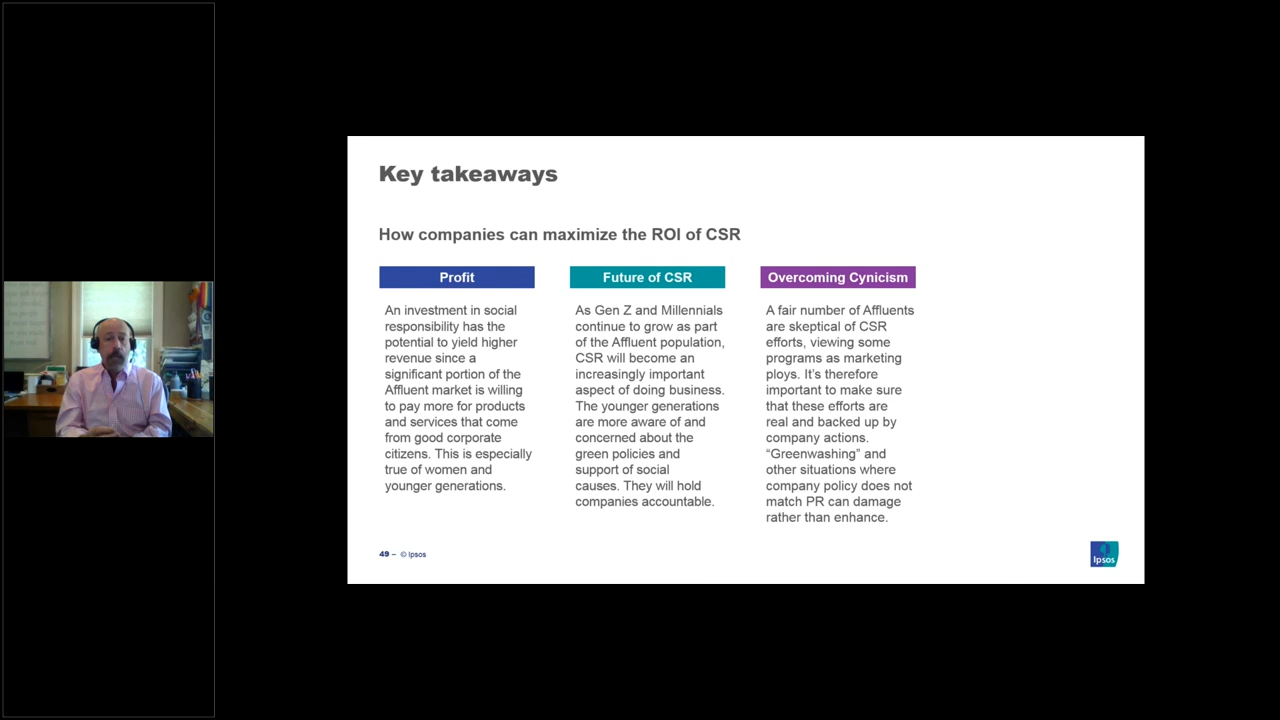 Key takeaways
How companies can maximize the ROI of CSR
Profit
An investment in social
responsibility has the
potential to yield higher
revenue since a
significant portion of the
Affluent market is willing
to pay more for products
and services that come
from good corporate
citizens. This is especially
true of women and
younger generations.
Future of CSR
As Gen Z and Millennials
continue to grow as part
of the Affluent population,
CSR will become an
increasingly important
aspect of doing business.
The younger generations
are more aware of and
concerned about the
green policies and
support of social
causes. They will hold
companies accountable.
Overcoming Cynicism
A fair number of Affluents
are skeptical of CSR
efforts, viewing some
programs as marketing
ploys. It’s therefore
important to make sure
that these efforts are
real and backed up by
company actions.
“Greenwashing” and
other situations where
company policy does not
match PR can damage
rather than enhance.
49 – © Ipsos
Ipsos